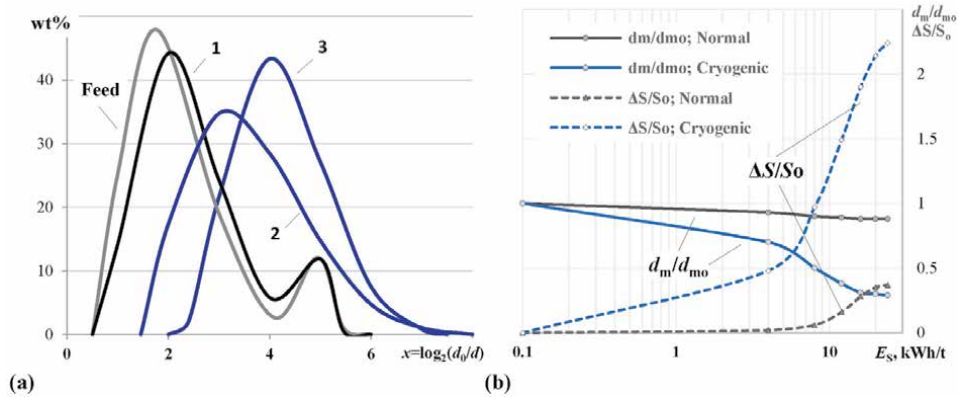 wt%
40
30
20
10
0
Feed
1
3
2
0
2
4
6
x=log₂(d₀/d)
(a)
dm/dmo; Normal
dm/dmo; Cryogenic
ΔS/So; Normal
ΔS/So; Cryogenic
dₘ/dₘₒ
ΔS/Sₒ
2
1.5
1
0.5
0
ΔS/So
dₘ/dₘₒ
0.1
1
10
E_S, kWh/t
(b)